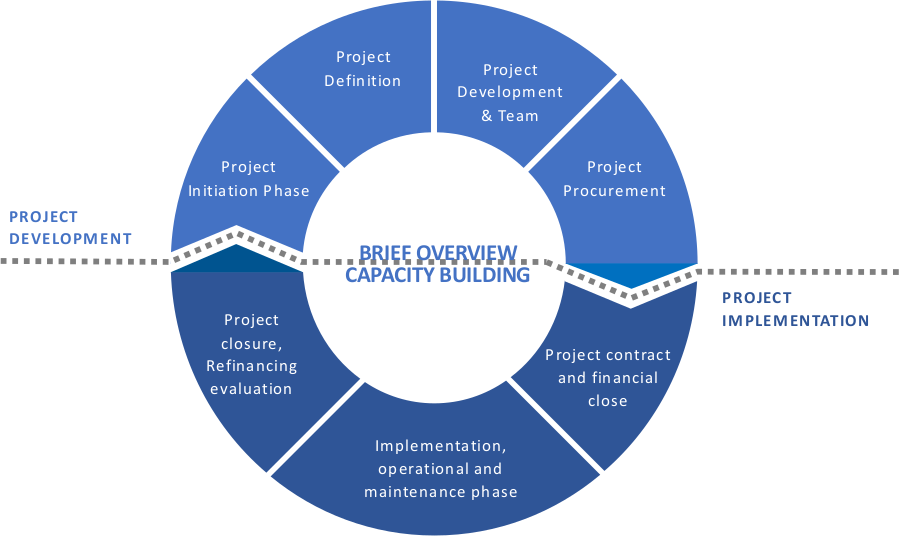 Project
Definition
Project
Development
& Team
Project
Initiation Phase
Project
Procurement
PROJECT
DEVELOPMENT
BRIEF OVERVIEW
CAPACITY BUILDING
PROJECT
IMPLEMENTATION
Project
closure,
Refinancing
evaluation
Project contract
and financial
close
Implementation,
operational and
maintenance phase